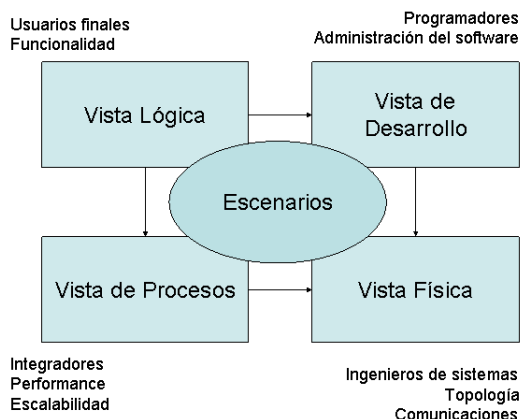 Usuarios finales
Funcionalidad
Programadores
Administración del software
Vista Lógica
Vista de
Desarrollo
Escenarios
Vista de Procesos
Vista Física
Integradores
Performance
Escalabilidad
Ingenieros de sistemas
Topología
Comunicaciones